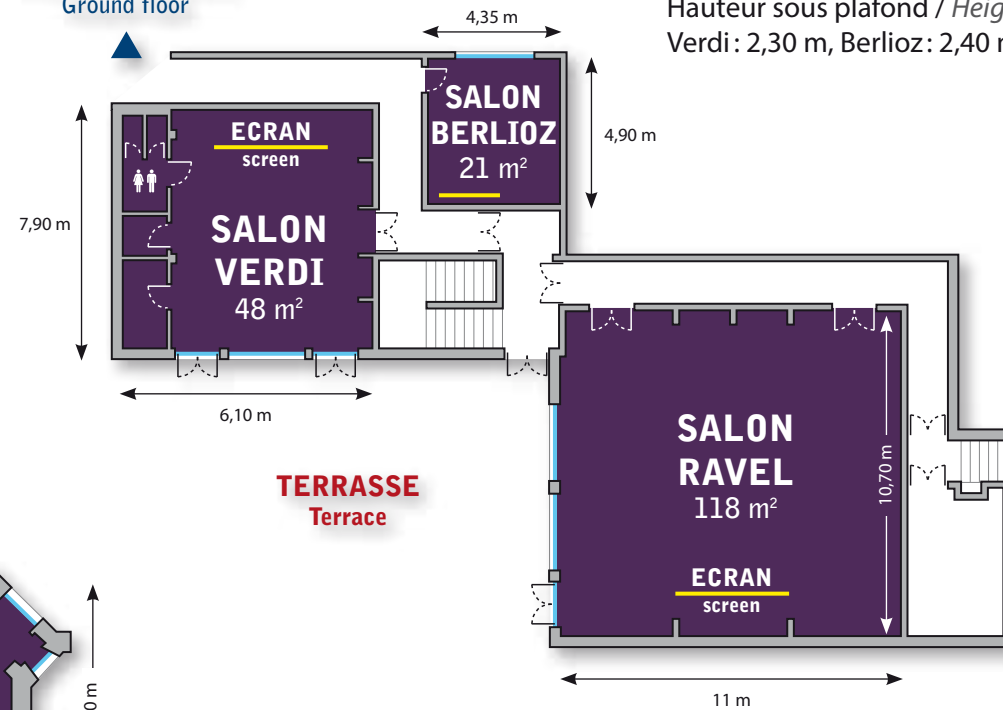 Ground floor
Hauteur sous plafond /
Verdi : 2,30 m, Berlioz : 2,40
4,35 m
SALON
BERLIOZ
21 m²
4,90 m
ECRAN
screen
7,90 m
SALON
VERDI
48 m²
6,10 m
TERRASSE
Terrace
SALON
RAVEL
118 m²
10,70 m
ECRAN
screen
11 m
0 m